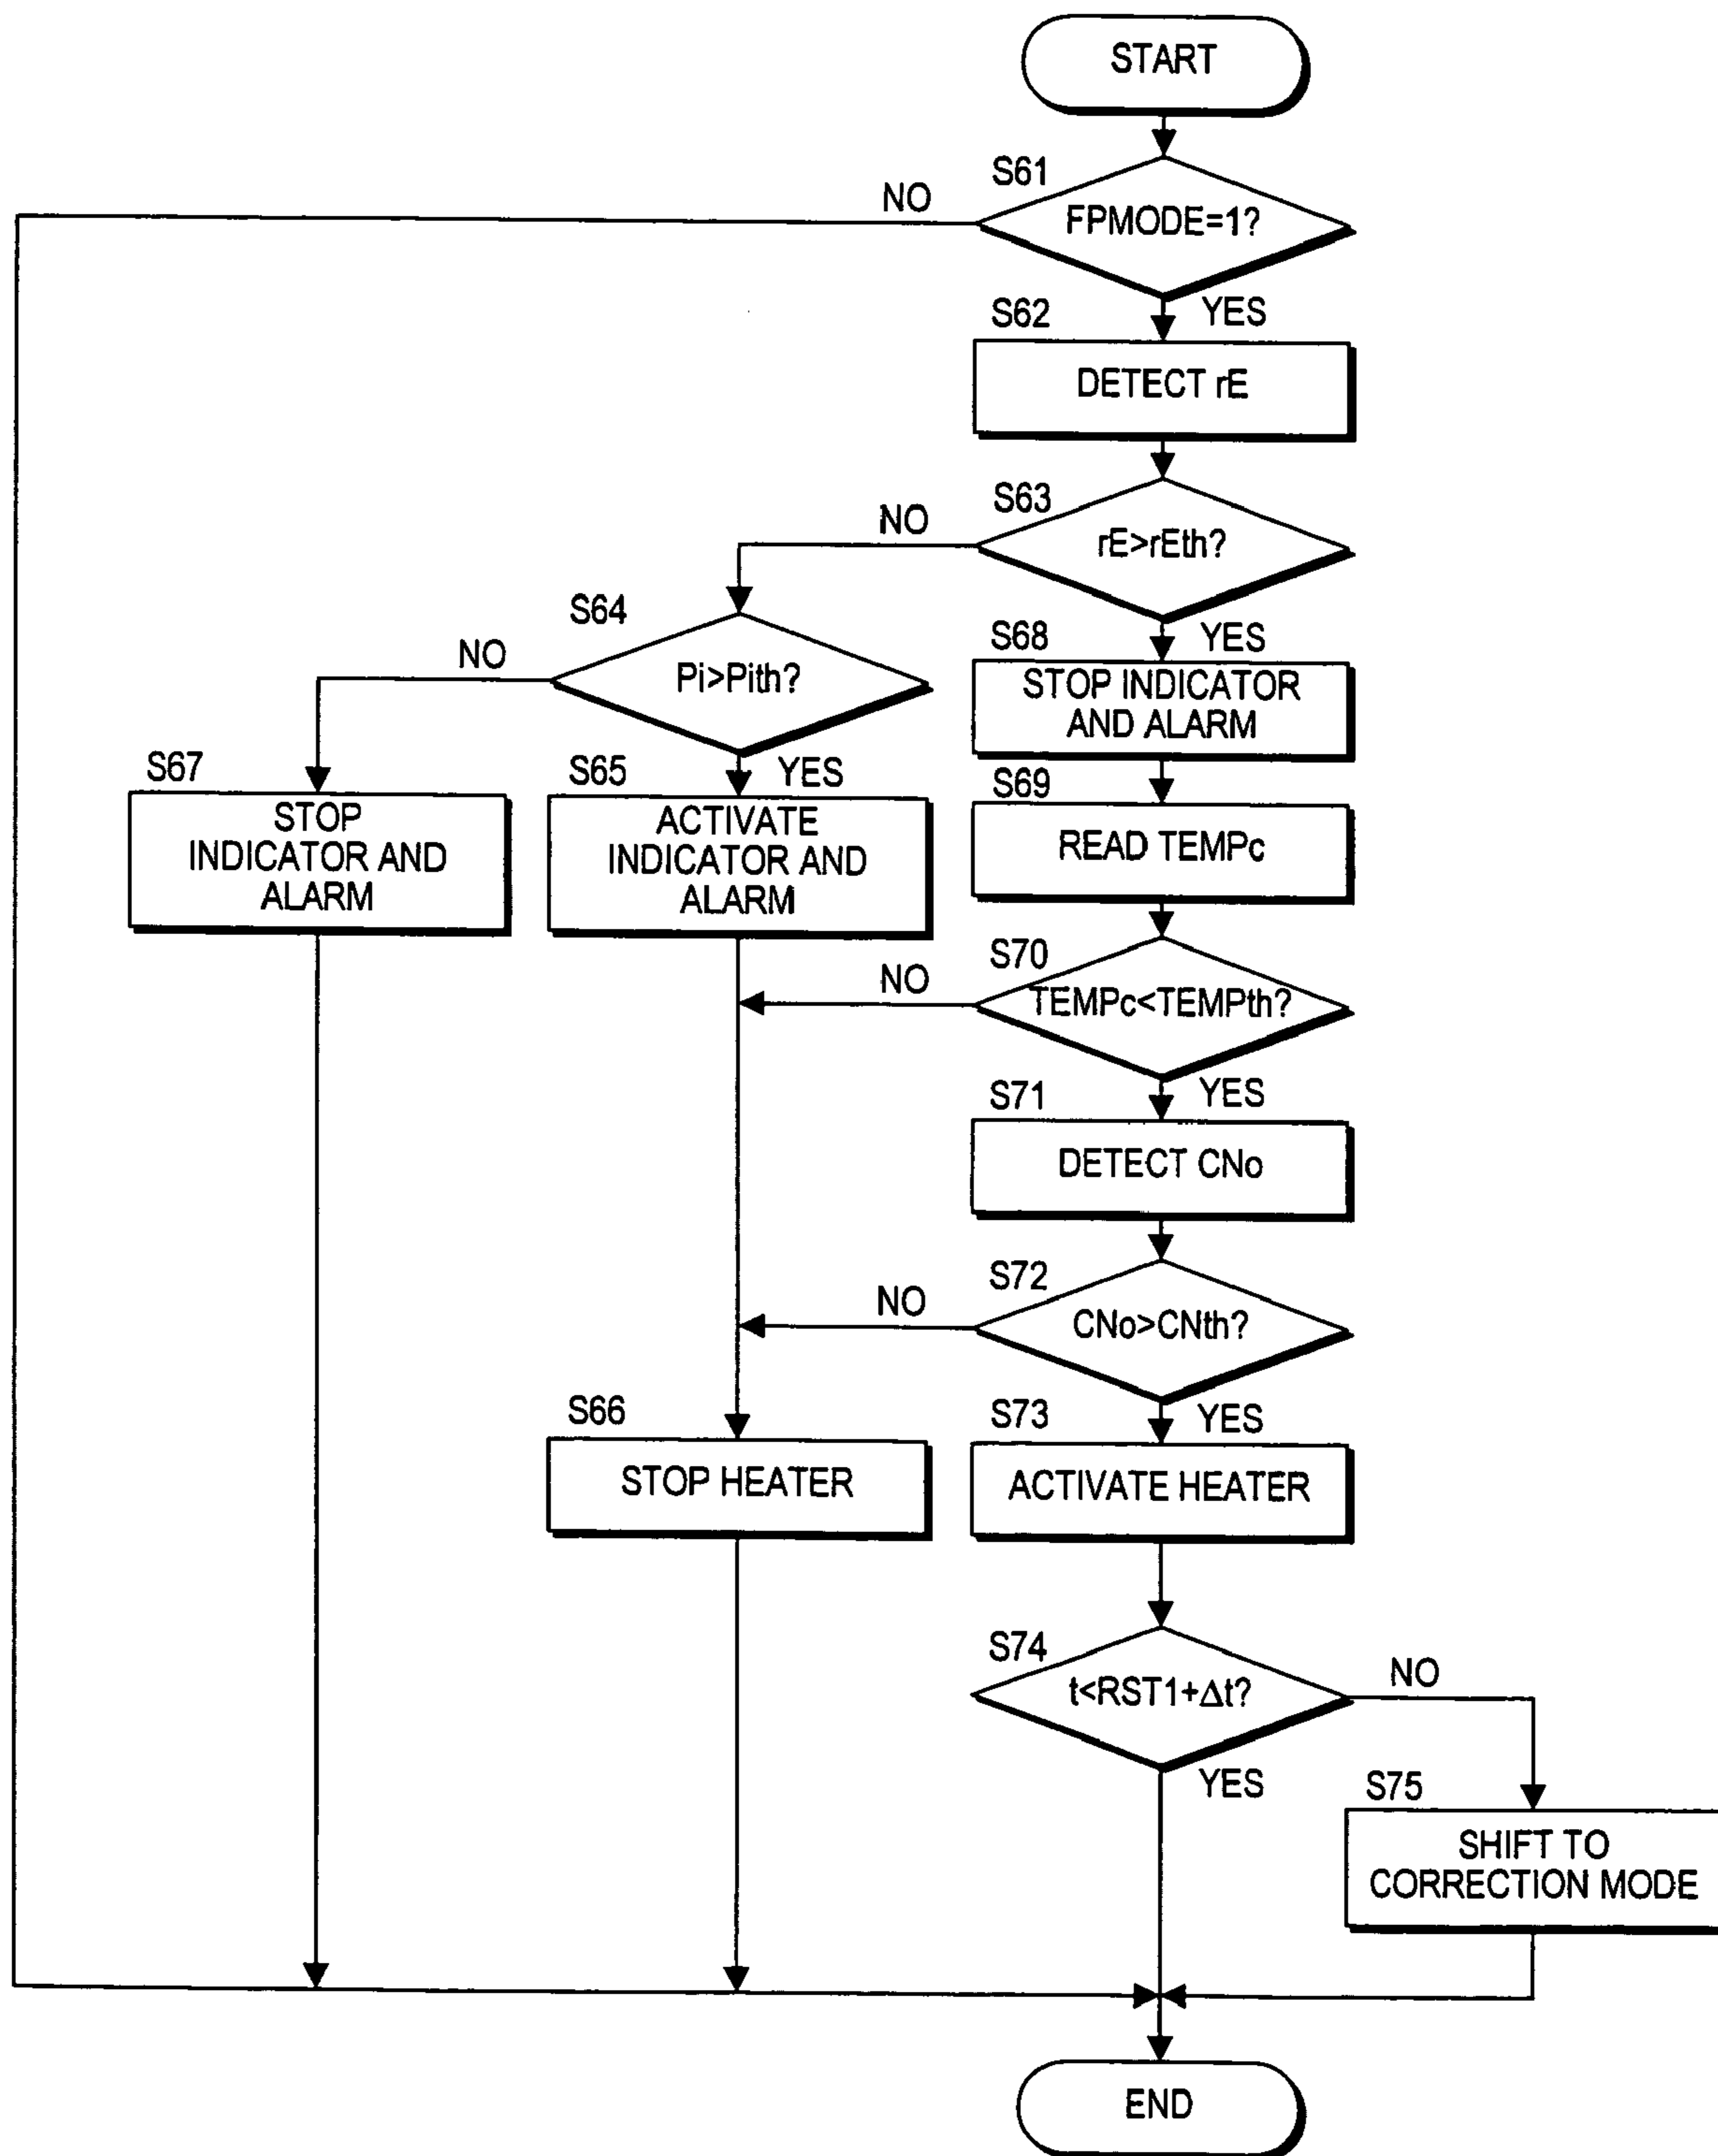 START
S61
NO
FPMODE=1?
YES
S62
DETECT rE
S63
NO
rE>rEth?
YES
S64
NO
Pi>Pith?
YES
S68
STOP INDICATOR
AND ALARM
S67
STOP
INDICATOR AND
ALARM
S65
ACTIVATE
INDICATOR AND
ALARM
S69
READ TEMPc
S70
NO
TEMPc<TEMPth?
YES
S71
DETECT CNo
S72
NO
CNo>CNth?
YES
S66
STOP HEATER
S73
ACTIVATE HEATER
S74
t<RST1+Δt?
NO
YES
S75
SHIFT TO
CORRECTION MODE
END